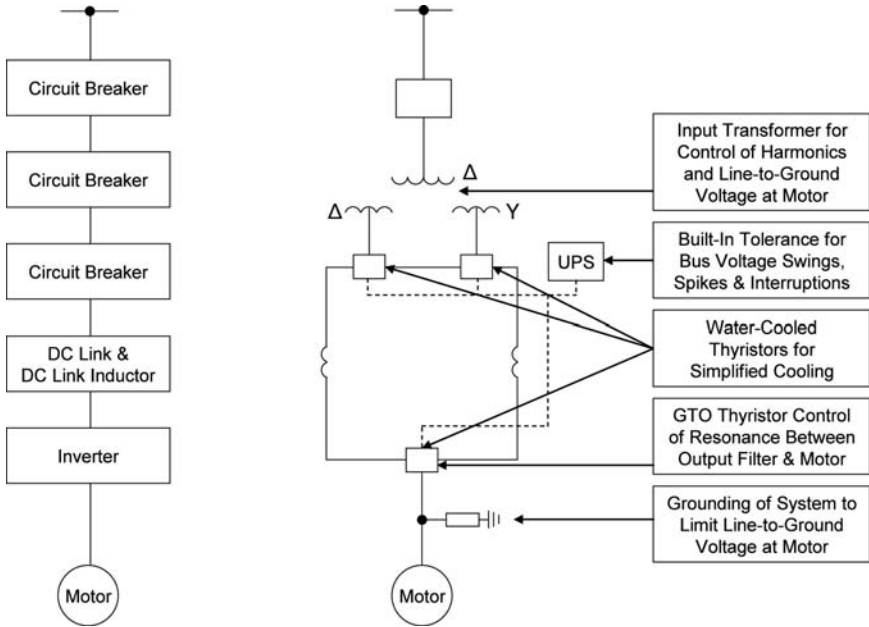 Circuit Breaker
Circuit Breaker
Circuit Breaker
DC Link &
DC Link Inductor
Inverter
Motor
Δ
Δ
Y
UPS
Motor
Input Transformer for
Control of Harmonics
and Line-to-Ground
Voltage at Motor
Built-In Tolerance for
Bus Voltage Swings,
Spikes & Interruptions
Water-Cooled
Thyristors for
Simplified Cooling
GTO Thyristor Control
of Resonance Between
Output Filter & Motor
Grounding of System to
Limit Line-to-Ground
Voltage at Motor